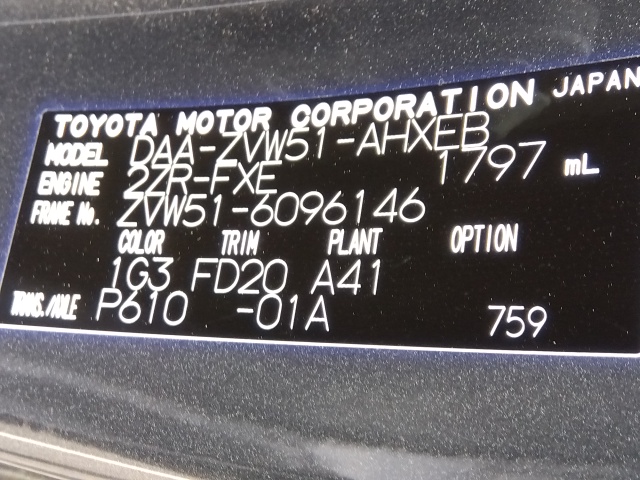 TOYOTA MOTOR CORPORATION JAPAN
MODEL DAA-ZVW51-AHXEB
ENGINE 2ZR-FXE 1797 mL
FRAME No. ZVW51-6096146
COLOR TRIM PLANT OPTION
1G3 FD20 A41
TRANS./AXLE P610 -01A 759